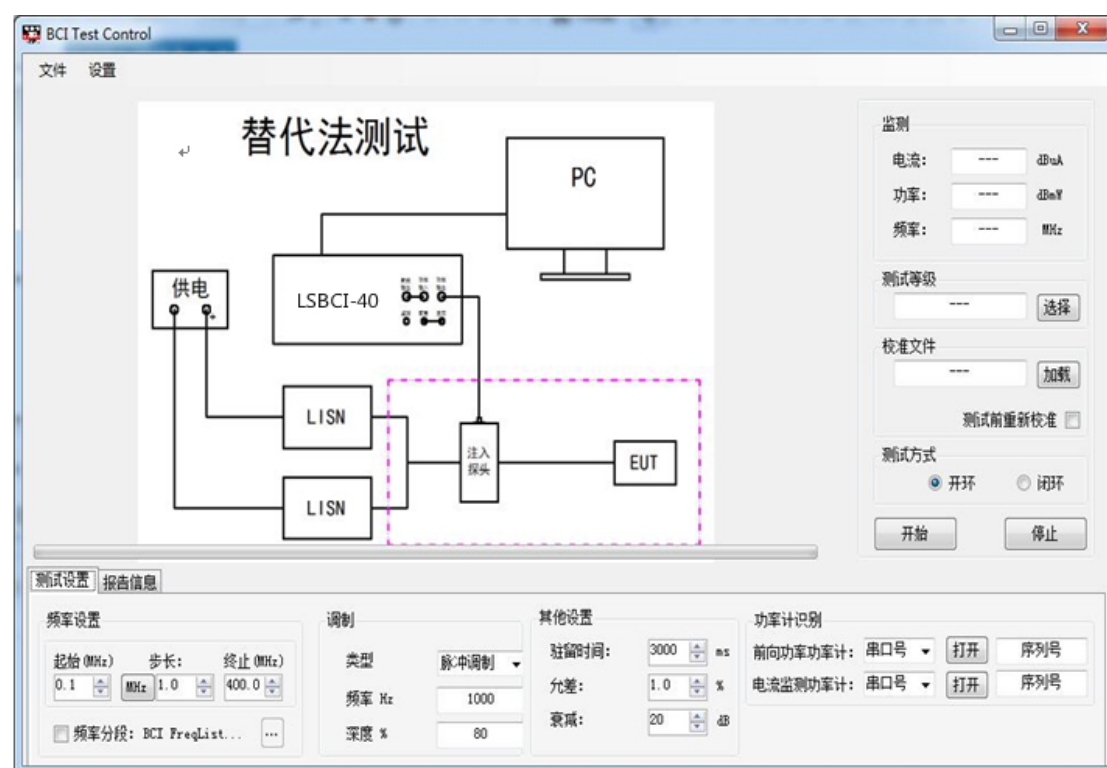 BCI Test Control
文件 设置
替代法测试
PC
供电
LSBCI-40
LISN
注入
探头
EUT
LISN
监测
电流: --- dBuA
功率: --- dBmW
频率: --- MHz
测试等级
--- 选择
校准文件
--- 加载
测试前重新校准
测试方式
开环 闭环
开始 停止
测试设置 报告信息
频率设置
起始(MHz) 步长: 终止(MHz)
0.1 MHz 1.0 400.0
频率分段: BCI FreqList... ...
调制
类型 脉冲调制
频率 Hz 1000
深度 % 80
其他设置
驻留时间: 3000 ms
允差: 1.0 %
衰减: 20 dB
功率计识别
前向功率功率计: 串口号 打开 序列号
电流监测功率计: 串口号 打开 序列号